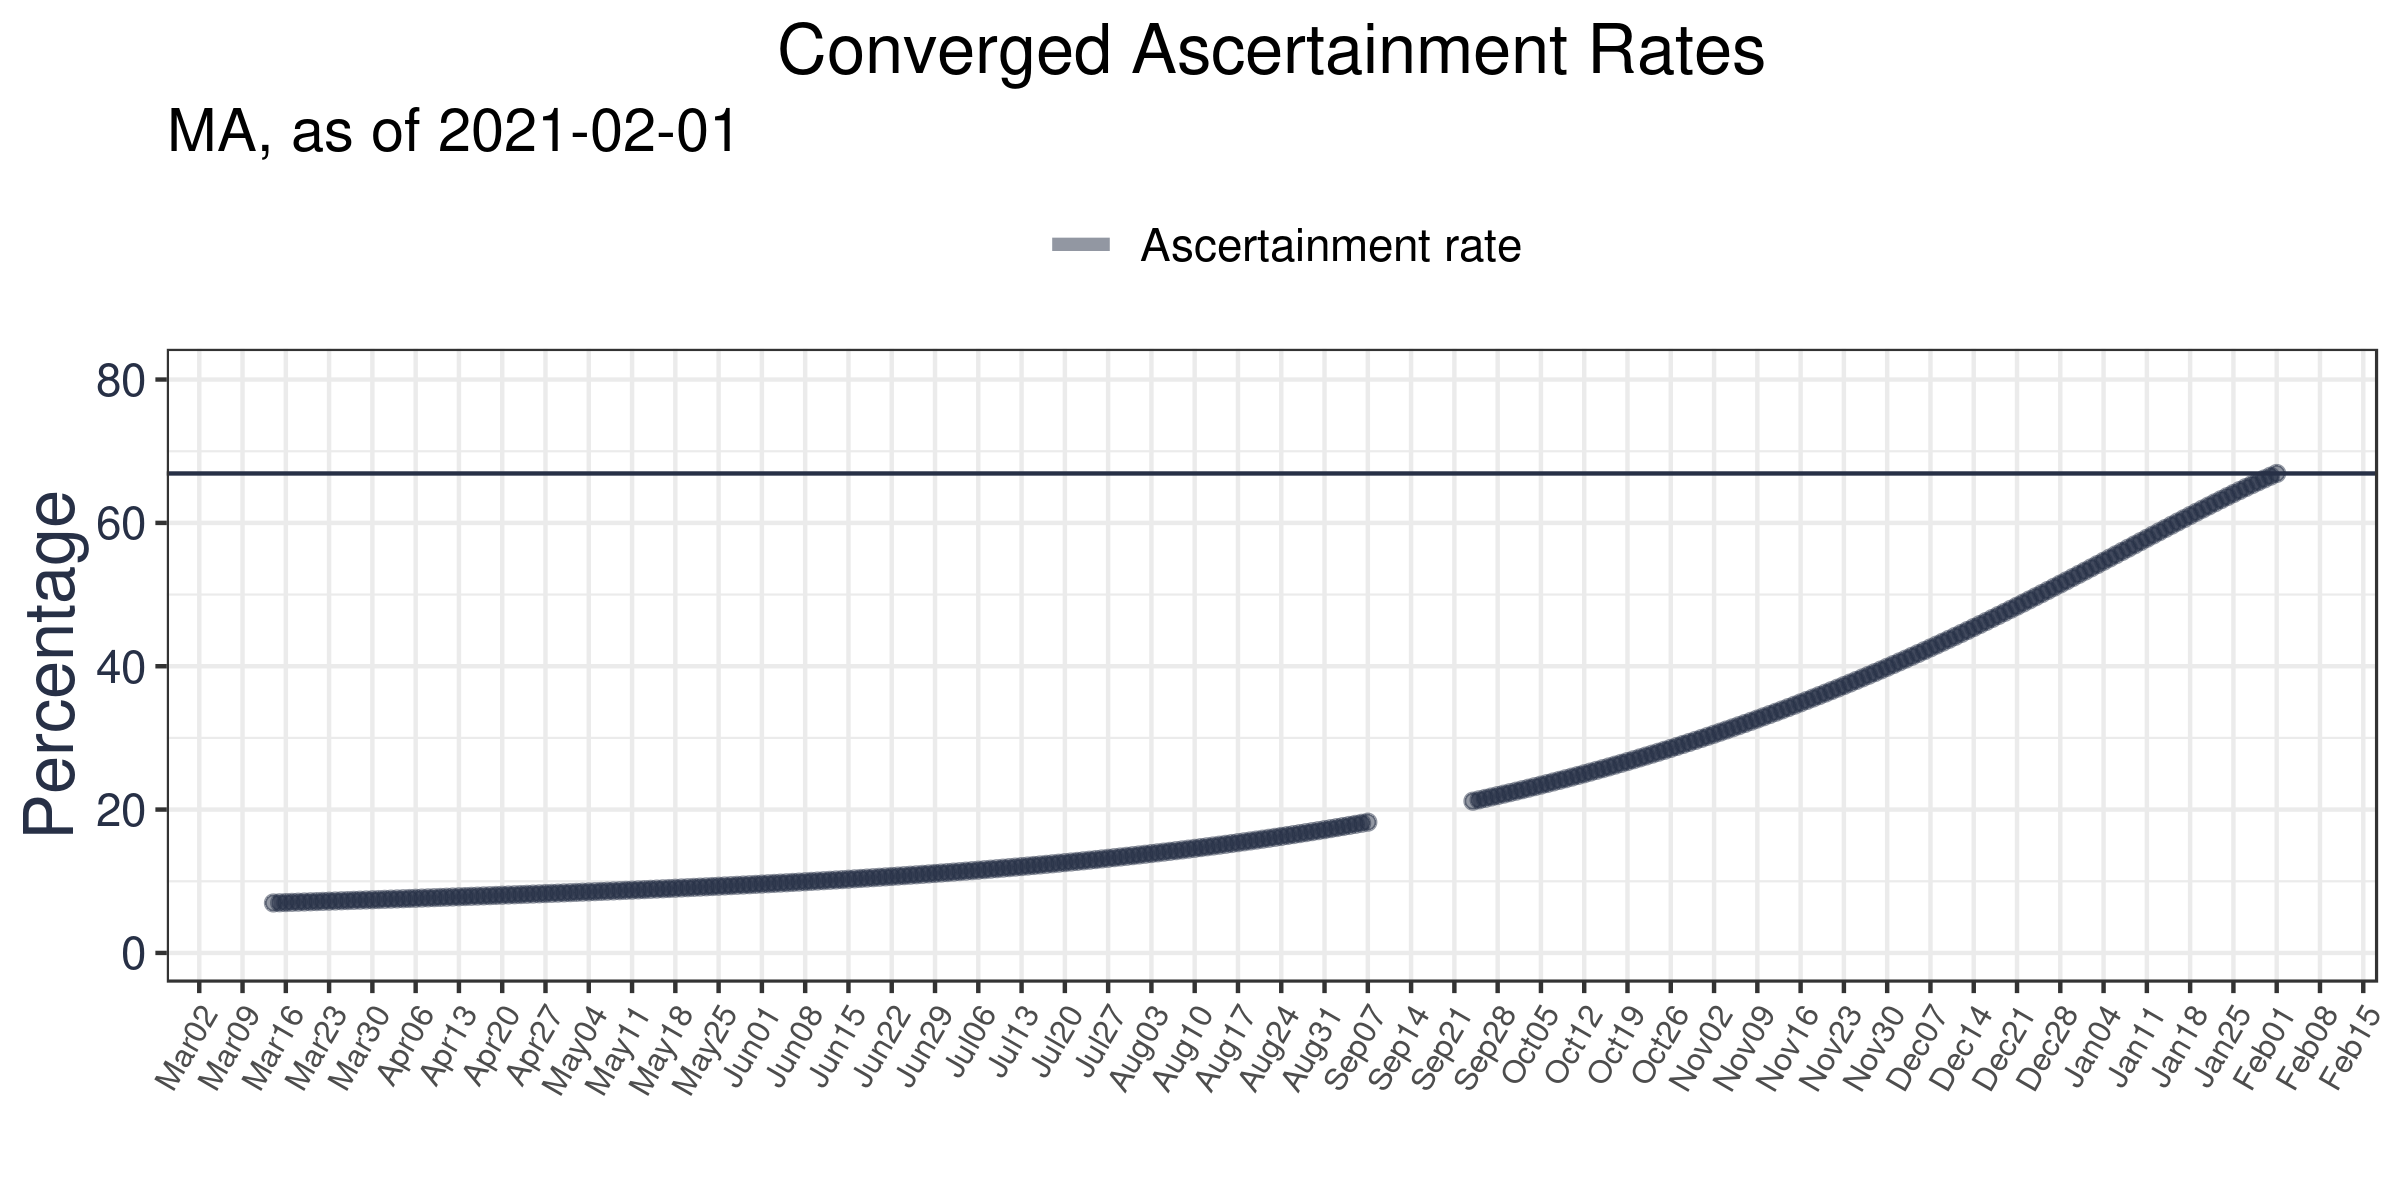 Converged Ascertainment Rates
MA, as of 2021-02-01
Ascertainment rate
Percentage
80
60
40
20
0
Mar02 Mar09 Mar16 Mar23 Mar30 Apr06 Apr13 Apr20 Apr27 May04 May11 May18 May25 Jun01 Jun08 Jun15 Jun22 Jun29 Jul06 Jul13 Jul20 Jul27 Aug03 Aug10 Aug17 Aug24 Aug31 Sep07 Sep14 Sep21 Sep28 Oct05 Oct12 Oct19 Oct26 Nov02 Nov09 Nov16 Nov23 Nov30 Dec07 Dec14 Dec21 Dec28 Jan04 Jan11 Jan18 Jan25 Feb01 Feb08 Feb15